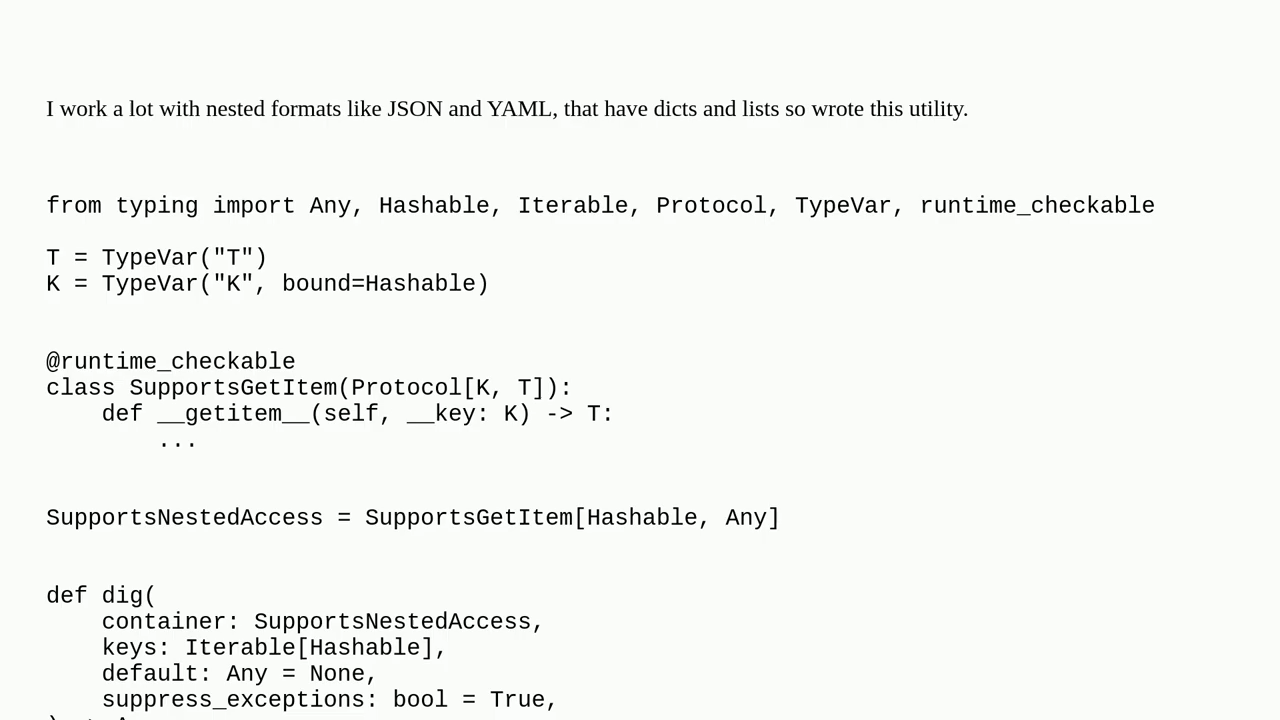 I work a lot with nested formats like JSON and YAML, that have dicts and lists so wrote this utility.
from typing import Any, Hashable, Iterable, Protocol, TypeVar, runtime_checkable
T = TypeVar("T")
K = TypeVar("K", bound=Hashable)
@runtime_checkable
class SupportsGetItem(Protocol[K, T]):
    def __getitem__(self, __key: K) -> T:
        ...
SupportsNestedAccess = SupportsGetItem[Hashable, Any]
def dig(
    container: SupportsNestedAccess,
    keys: Iterable[Hashable],
    default: Any = None,
    suppress_exceptions: bool = True,